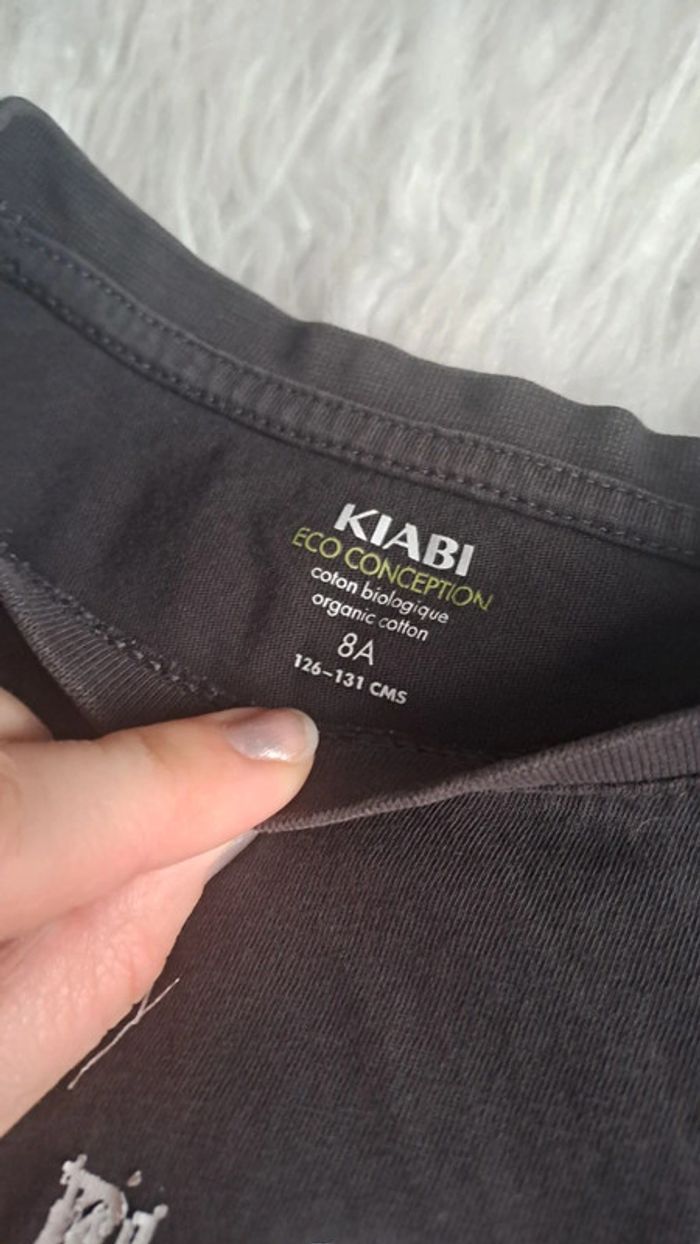 KIABI
ECO CONCEPTION
coton biologique
organic cotton
8A
126-131 CMS